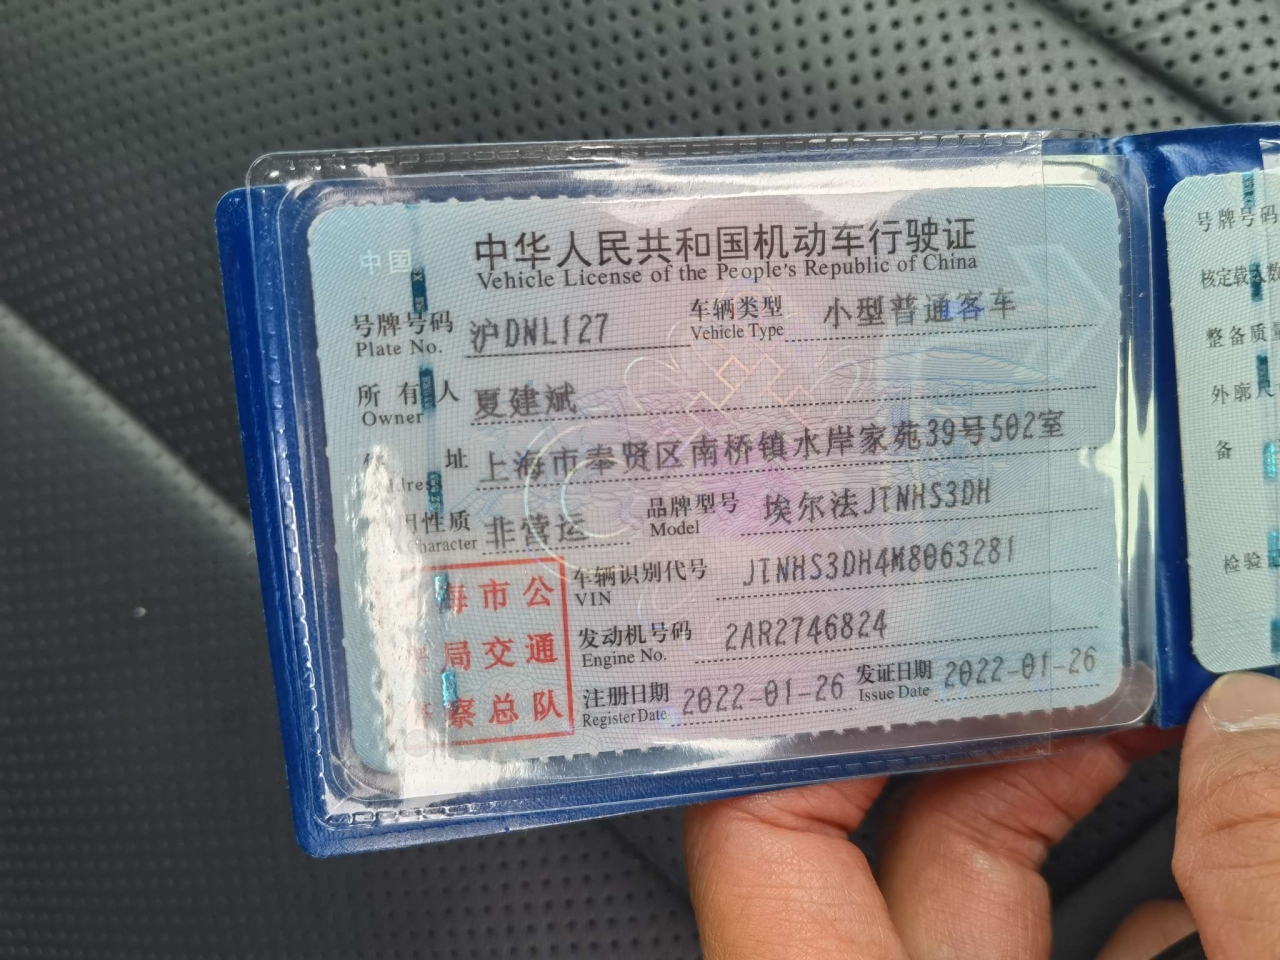 中国
中华人民共和国机动车行驶证
Vehicle License of the People's Republic of China
号牌号码 沪DNL127 车辆类型 小型普通客车
Plate No. Vehicle Type
所有人 夏建斌
Owner
址 上海市奉贤区南桥镇水岸家苑39号502室
性质 非营运 品牌型号 埃尔法JTNHS3DH
Character Model
海市公
局交通
察总队
车辆识别代号 JTNHS3DH4M8063281
VIN
发动机号码 2AR2746824
Engine No.
注册日期 2022-01-26 发证日期 2022-01-26
Register Date Issue Date
号牌号码
核定载人数
整备质量
外廓尺
备
检验